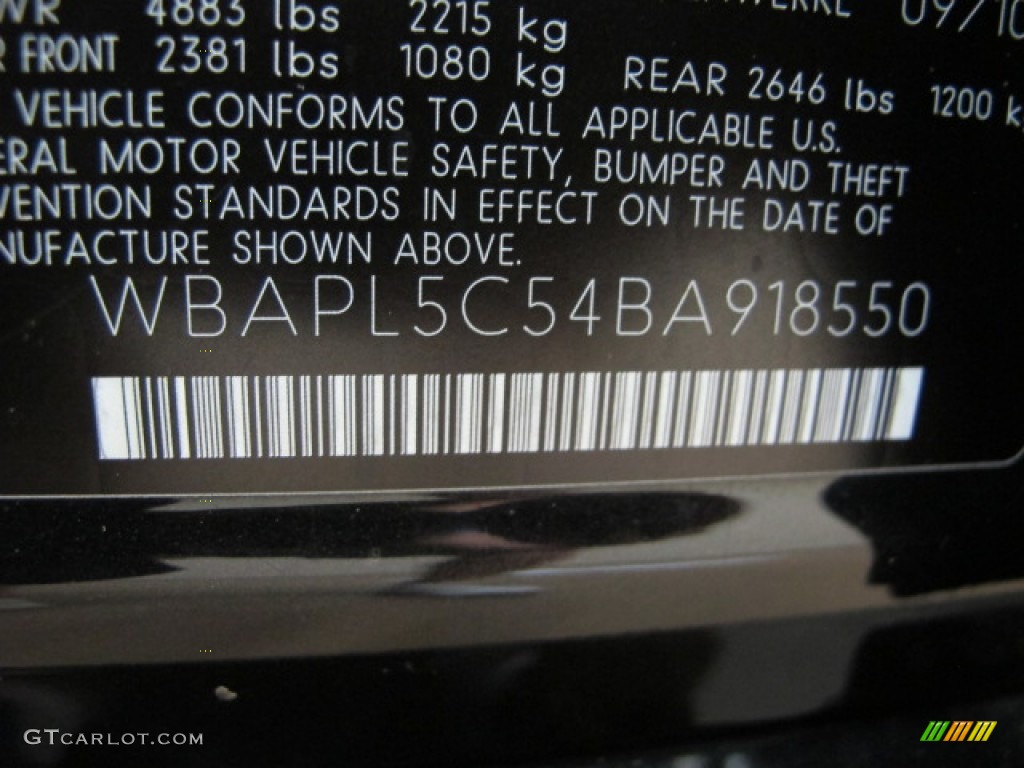 4883 lbs 2215 kg 09/10
FRONT 2381 lbs 1080 kg REAR 2646 lbs 1200 k
VEHICLE CONFORMS TO ALL APPLICABLE U.S.
ERAL MOTOR VEHICLE SAFETY, BUMPER AND THEFT
VENTION STANDARDS IN EFFECT ON THE DATE OF
NUFACTURE SHOWN ABOVE.
WBAPL5C54BA918550
GTCARLOT.COM